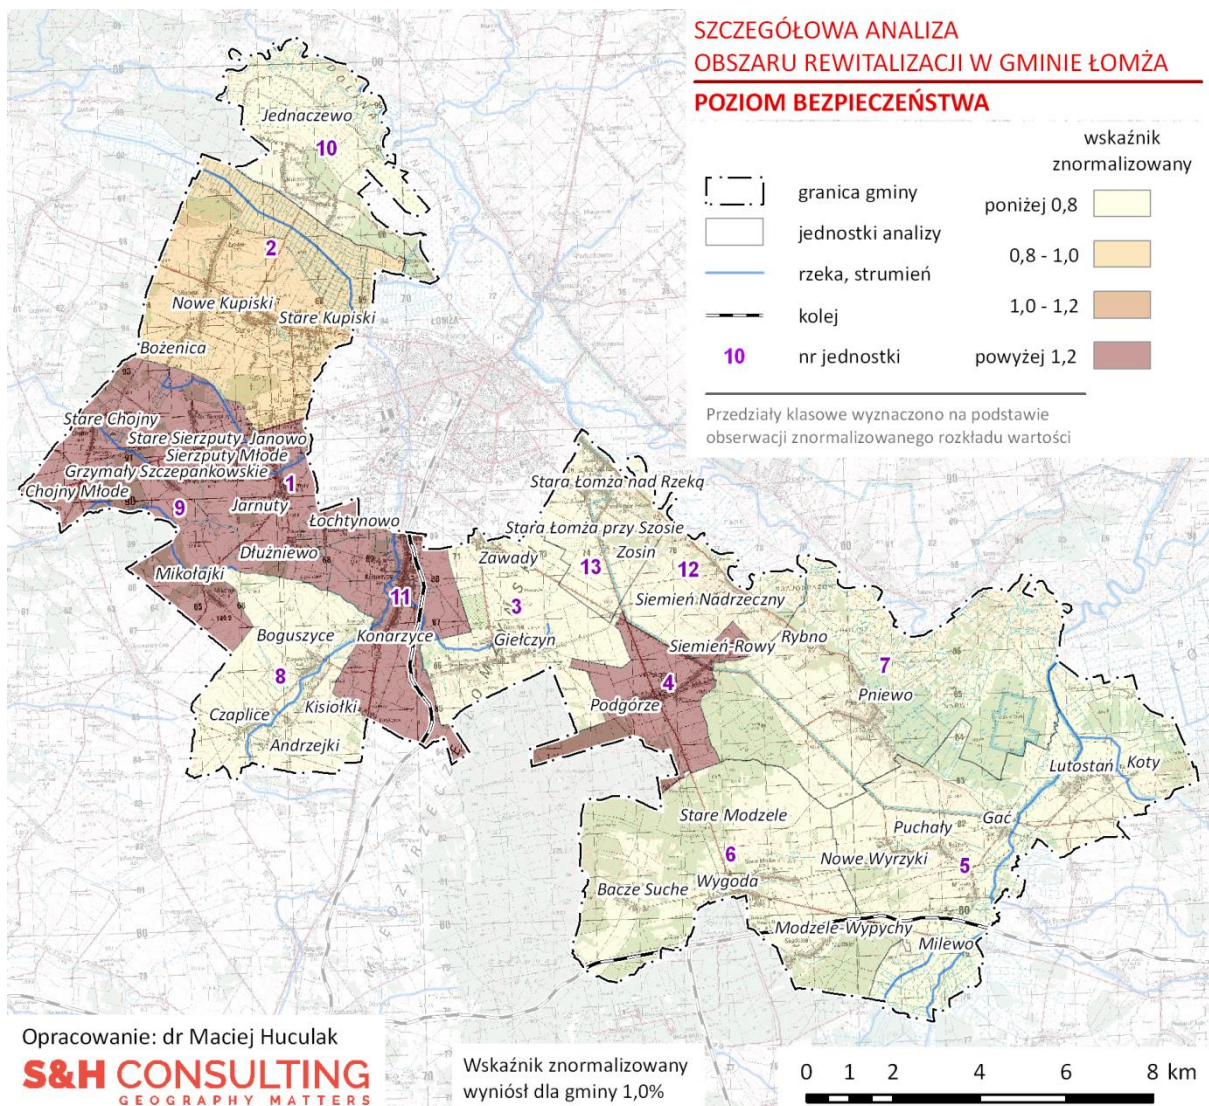 SZCZEGÓŁOWA ANALIZA
OBSZARU REWITALIZACJI W GMINIE ŁOMŻA
POZIOM BEZPIECZEŃSTWA
wskaźnik
znormalizowany
granica gminy
jednostki analizy
rzeka, strumień
kolej
10 nr jednostki
poniżej 0,8
0,8 - 1,0
1,0 - 1,2
powyżej 1,2
Przedziały klasowe wyznaczono na podstawie
obserwacji znormalizowanego rozkładu wartości
Jednaczewo
10
2
Nowe Kupiski
Stare Kupiski
ŁOMŻA
Bożenica
Stare Chojny
Stare Sierzputy
Janowo
Sierzputy Młode
Grzymały Szczepankowskie
Chojny Młode
1
9
Jarnuty
Łochtynowo
Dłużniewo
Mikołajki
11
Boguszyce
Konarzyce
8
Kisiołki
Czaplice
Andrzejki
Stara Łomża nad Rzeką
Stara Łomża przy Szosie
Zawady
Zosin
13
12
3
Siemień Nadrzeczny
Giełczyn
Siemień-Rowy
Rybno
7
4
Podgórze
Pniewo
Lutostań
Koty
Stare Modzele
Gać
Puchały
6
Nowe Wyrzyki
5
Bacze Suche
Wygoda
Modzele-Wypychy
Milewo
Opracowanie: dr Maciej Huculak
S&H CONSULTING
GEOGRAPHY MATTERS
Wskaźnik znormalizowany
wyniósł dla gminy 1,0%
0 1 2 4 6 8 km